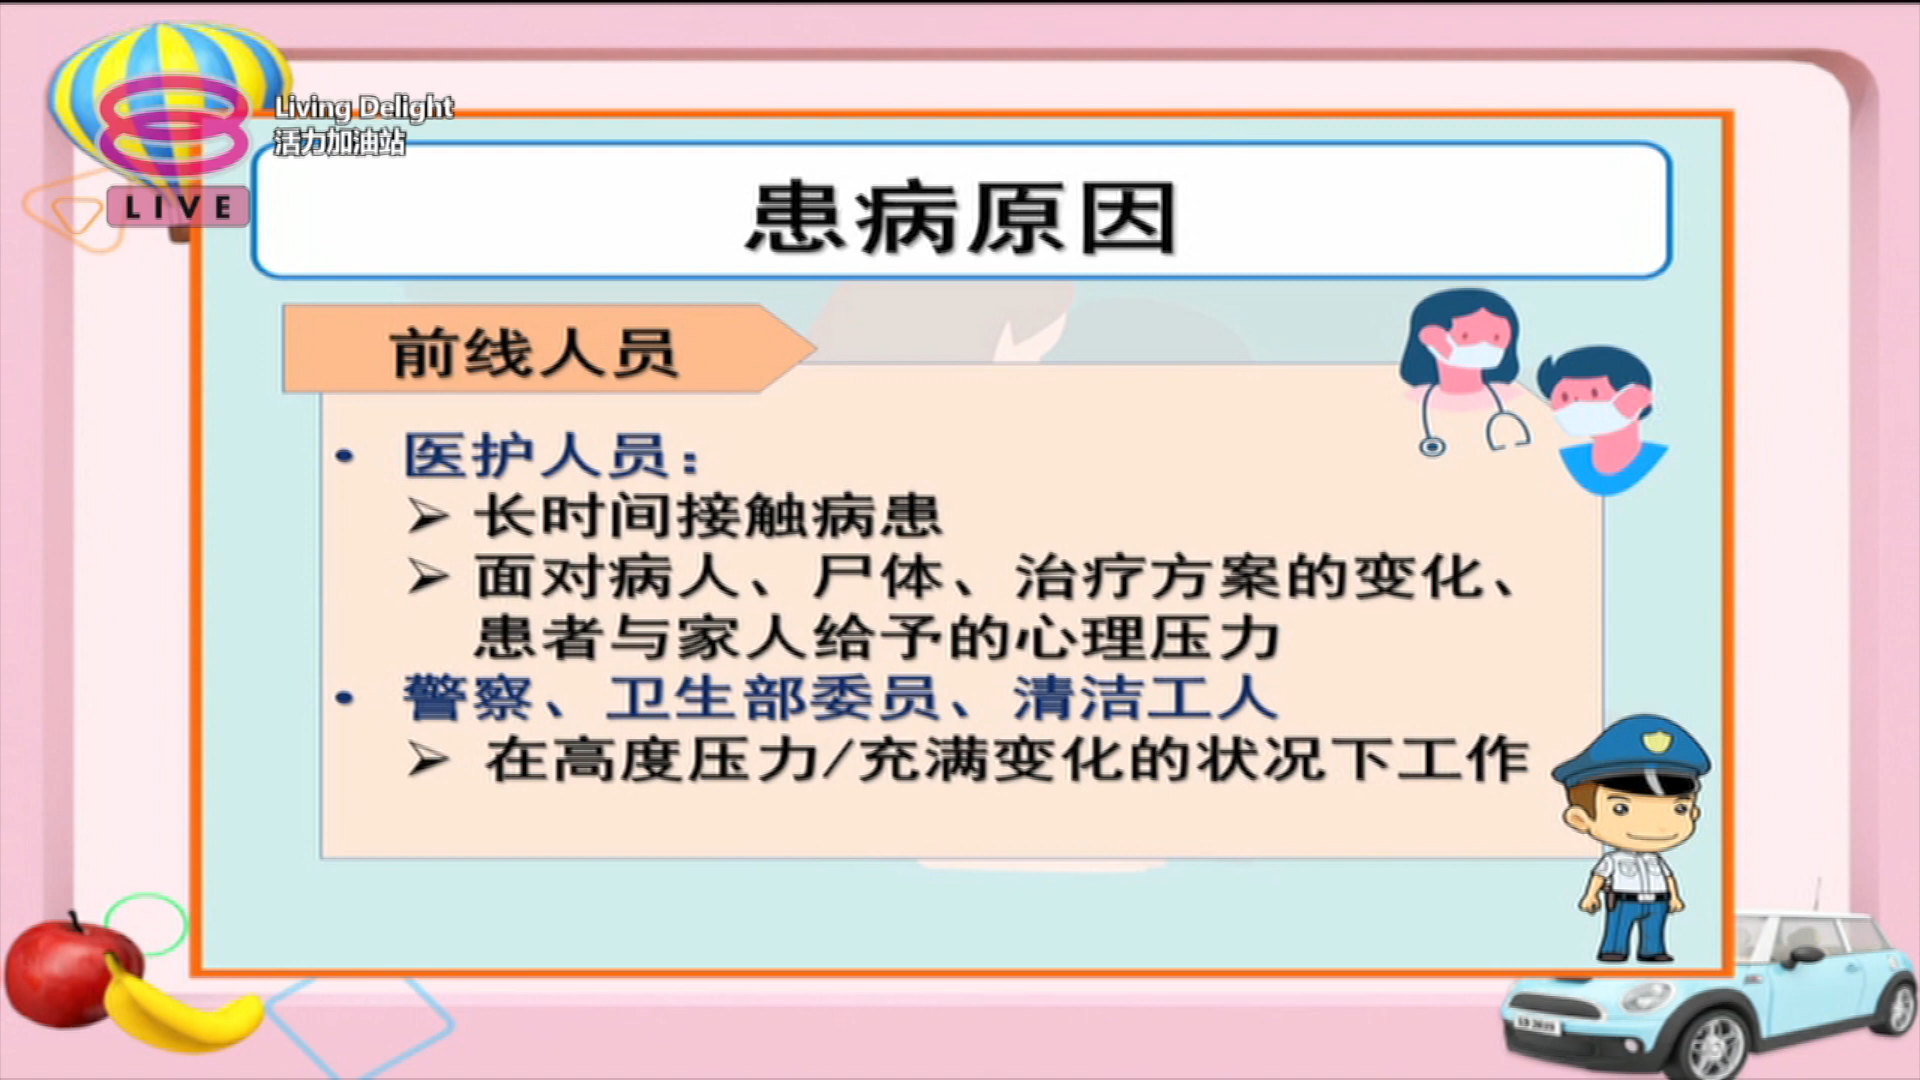 Living Delight
活力加油站
LIVE
患病原因
前线人员
• 医护人员：
➢ 长时间接触病患
➢ 面对病人、尸体、治疗方案的变化、
患者与家人给予的心理压力
• 警察、卫生部委员、清洁工人
➢ 在高度压力/充满变化的状况下工作